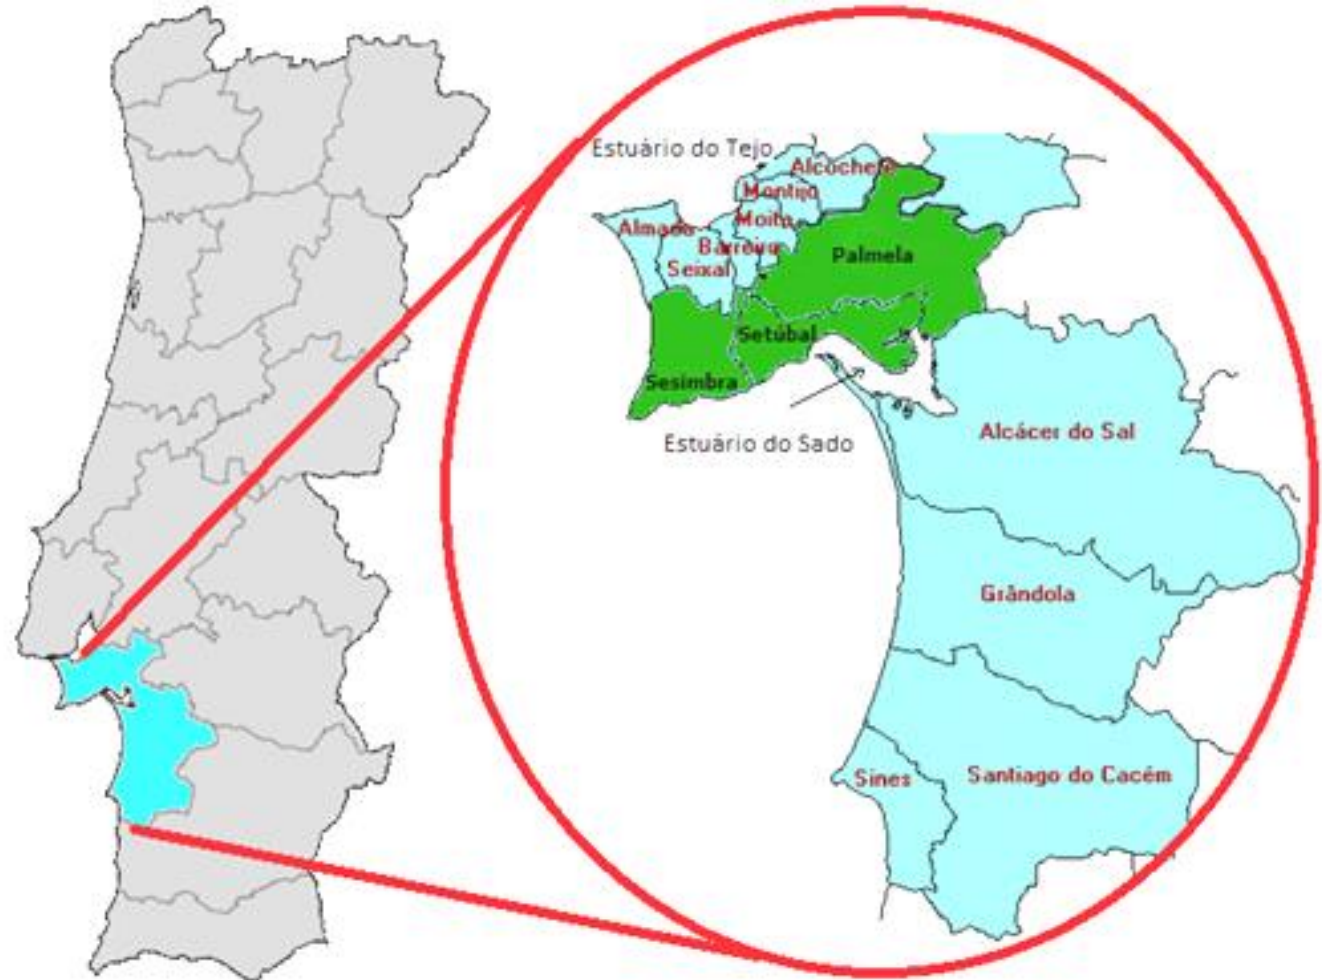 Estuário do Tejo
Alcochete
Montijo
Moita
Almada
Barreiro
Seixal
Palmela
Setúbal
Sesimbra
Estuário do Sado
Alcácer do Sal
Grândola
Sines
Santiago do Cacém